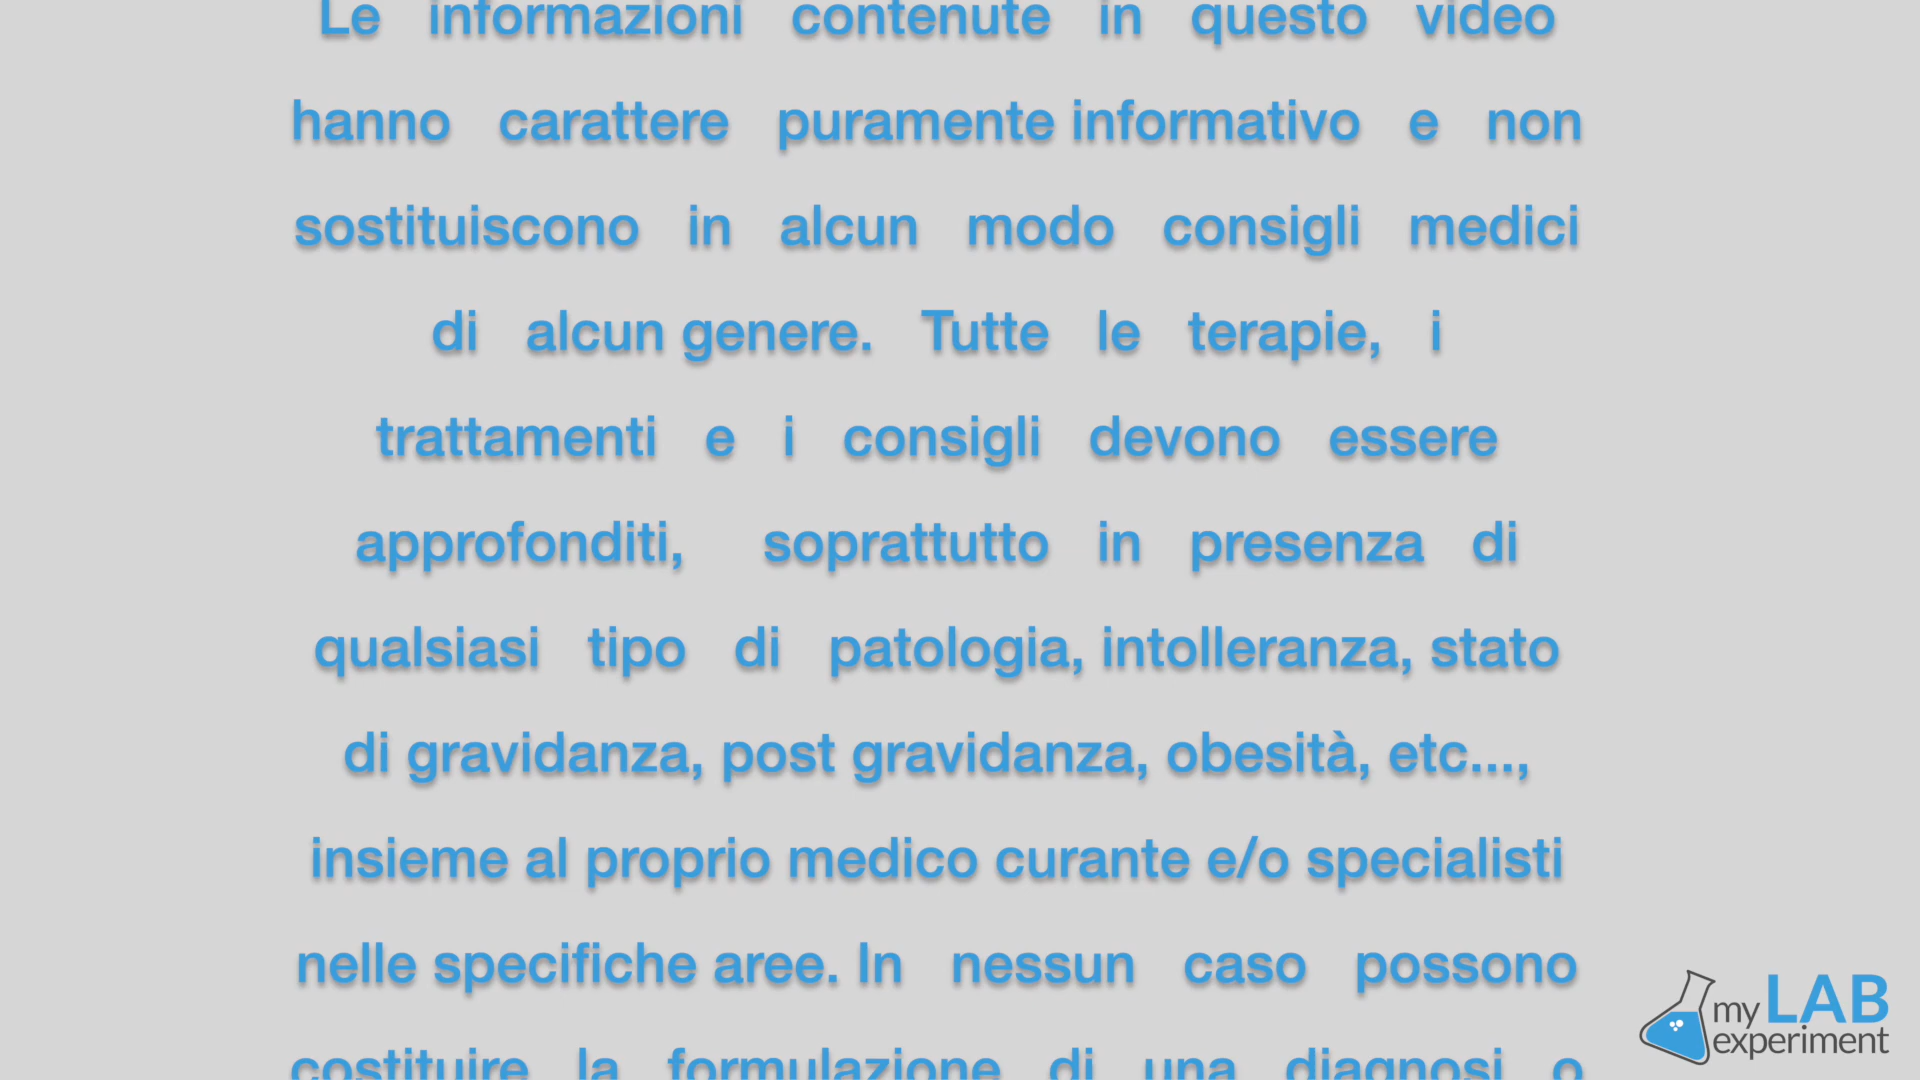 Le informazioni contenute in questo video
hanno carattere puramente informativo e non
sostituiscono in alcun modo consigli medici
di alcun genere. Tutte le terapie, i
trattamenti e i consigli devono essere
approfonditi, soprattutto in presenza di
qualsiasi tipo di patologia, intolleranza, stato
di gravidanza, post gravidanza, obesità, etc...,
insieme al proprio medico curante e/o specialisti
nelle specifiche aree. In nessun caso possono
costituire la formulazione di una diagnosi o
my LAB
experiment